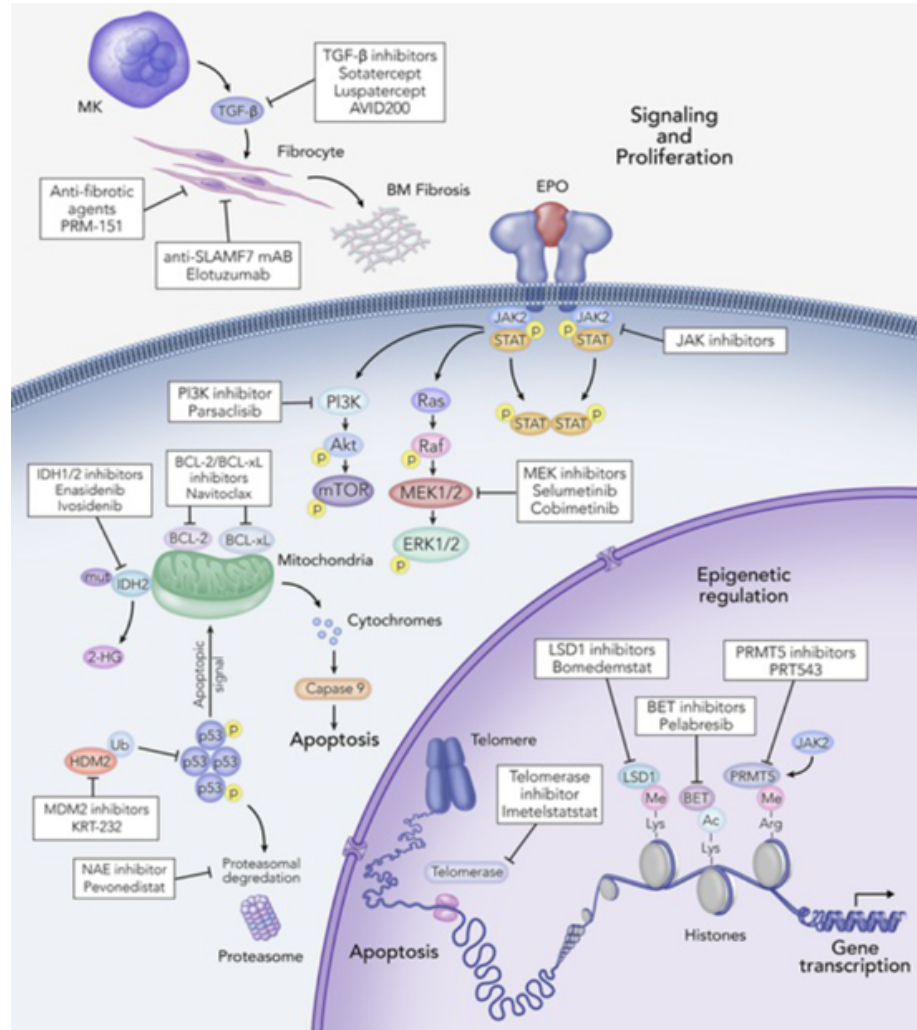 MK
TGF-β
TGF-β inhibitors
Sotatercept
Luspatercept
AVID200
Fibrocyte
BM Fibrosis
Anti-fibrotic
agents
PRM-151
anti-SLAMF7 mAB
Elotuzumab
Signaling
and
Proliferation
EPO
JAK2
STAT
p
JAK2
STAT
p
JAK inhibitors
p
STAT
STAT
p
PI3K inhibitor
Parsaclisib
PI3K
Akt
p
mTOR
p
Ras
Raf
p
MEK1/2
ERK1/2
p
MEK inhibitors
Selumetinib
Cobimetinib
IDH1/2 inhibitors
Enasidenib
Ivosidenib
BCL-2/BCL-xL
inhibitors
Navitoclax
BCL-2
BCL-xL
Mitochondria
mut
IDH2
2-HG
Cytochromes
Capase 9
Apoptosis
Apoptopic
signal
p53
p
p53
p53
p53
p
Ub
HDM2
MDM2 inhibitors
KRT-232
NAE inhibitor
Pevonedistat
Proteasomal
degredation
Proteasome
Epigenetic
regulation
LSD1 inhibitors
Bomedemstat
PRMT5 inhibitors
PRT543
BET inhibitors
Pelabresib
JAK2
LSD1
Me
Lys
BET
Ac
Lys
PRMT5
Me
Arg
Telomere
Telomerase
inhibitor
Imetelstatstat
Telomerase
Apoptosis
Histones
Gene
transcription